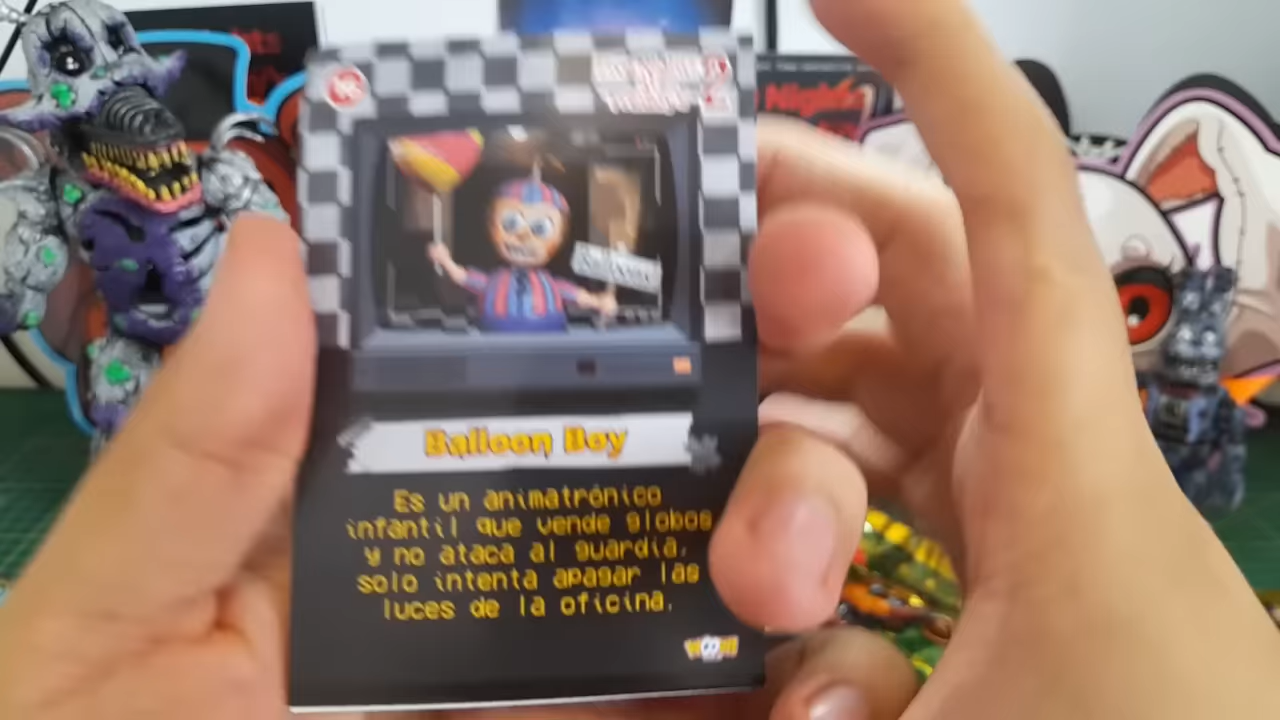 Night
Balloon Boy
Es un animatrónico
infantil que vende globos
y no ataca al guardia,
solo intenta apagar las
luces de la oficina.